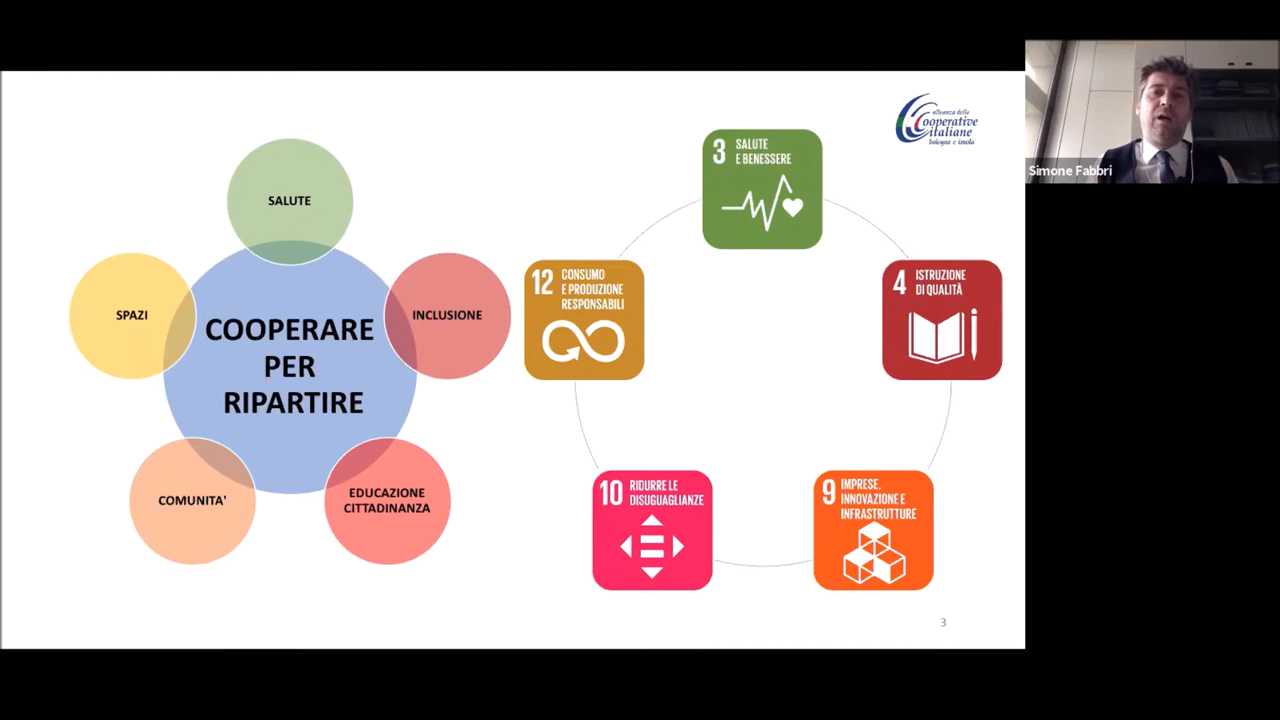 SALUTE
SPAZI
INCLUSIONE
COOPERARE
PER
RIPARTIRE
COMUNITA'
EDUCAZIONE
CITTADINANZA
3 SALUTE
E BENESSERE
12 CONSUMO
E PRODUZIONE
RESPONSABILI
4 ISTRUZIONE
DI QUALITÀ
10 RIDURRE LE
DISUGUAGLIANZE
9 IMPRESE,
INNOVAZIONE E
INFRASTRUTTURE
alleanza delle
Cooperative
italiane
bologna e imola
3
Simone Fabbri